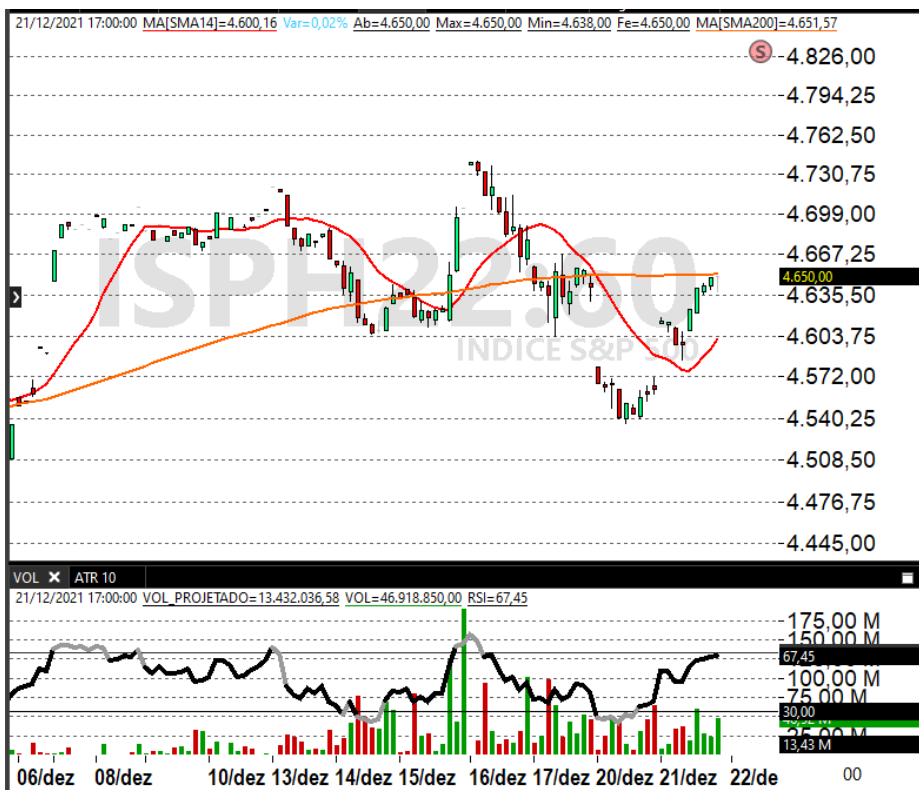 21/12/2021 17:00:00 MA[SMA14]=4.600,16 Var=0,02% Ab=4.650,00 Max=4.650,00 Min=4.638,00 Fe=4.650,00 MA[SMA200]=4.651,57
S
4.826,00
4.794,25
4.762,50
4.730,75
4.699,00
4.667,25
4.650,00
4.635,50
4.603,75
4.572,00
4.540,25
4.508,50
4.476,75
4.445,00
ISPH22:60
INDICE S&P 500
VOL X ATR 10
21/12/2021 17:00:00 VOL_PROJETADO=13.432.036,58 VOL=46.918.850,00 RSI=67,45
175,00 M
150,00 M
67,45
100,00 M
75,00 M
30,00
13,43 M
06/dez 08/dez 10/dez 13/dez 14/dez 15/dez 16/dez 17/dez 20/dez 21/dez 22/de 00